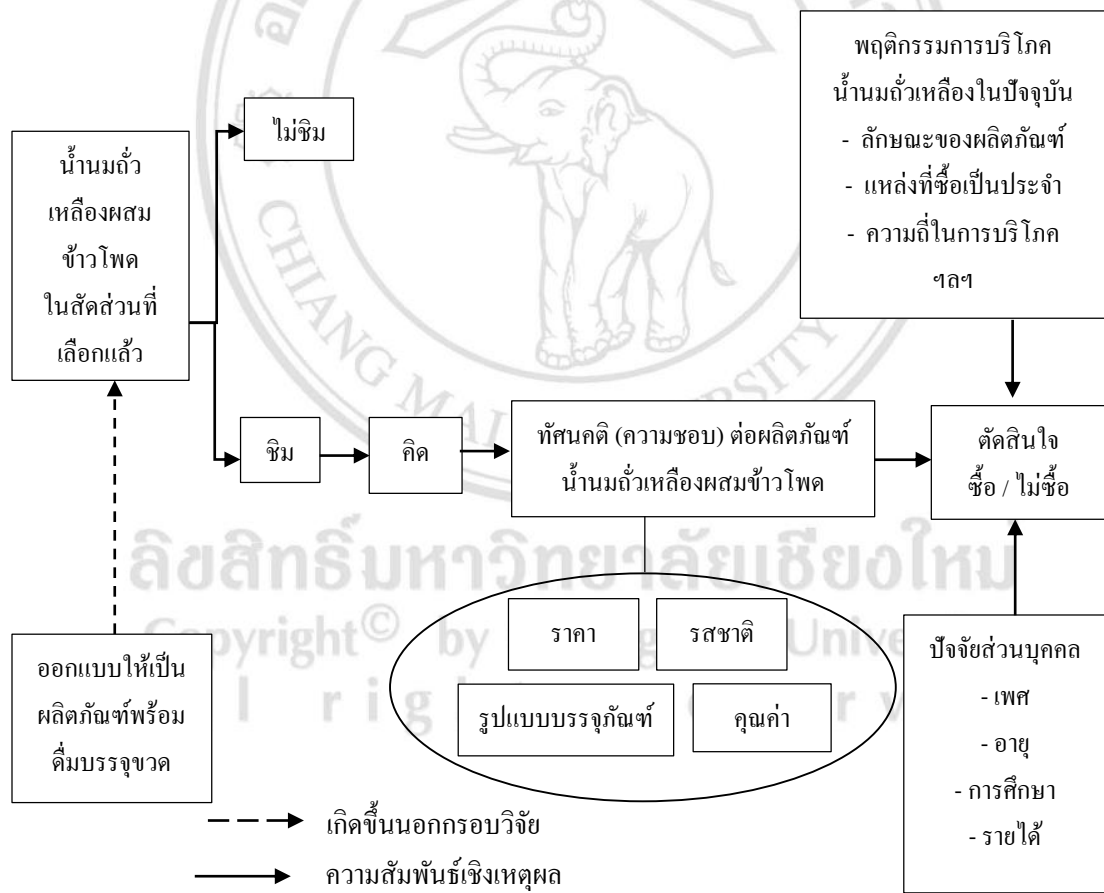 พฤติกรรมการบริโภค
น้ำนมถั่วเหลืองในปัจจุบัน
- ลักษณะของผลิตภัณฑ์
- แหล่งที่ซื้อเป็นประจำ
- ความถี่ในการบริโภค
ฯลฯ
ไม่ชิม
น้ำนมถั่ว
เหลืองผสม
ข้าวโพด
ในสัดส่วนที่
เลือกแล้ว
CHIANG MAI UNIVERSITY
ชิม
คิด
ทัศนคติ (ความชอบ) ต่อผลิตภัณฑ์
น้ำนมถั่วเหลืองผสมข้าวโพด
ตัดสินใจ
ซื้อ / ไม่ซื้อ
ลิขสิทธิ์มหาวิทยาลัยเชียงใหม่
Copyright© by
ราคา
รสชาติ
รูปแบบบรรจุภัณฑ์
คุณค่า
ออกแบบให้เป็น
ผลิตภัณฑ์พร้อม
ดื่มบรรจุขวด
ปัจจัยส่วนบุคคล
- เพศ
- อายุ
- การศึกษา
- รายได้
เกิดขึ้นนอกกรอบวิจัย
ความสัมพันธ์เชิงเหตุผล